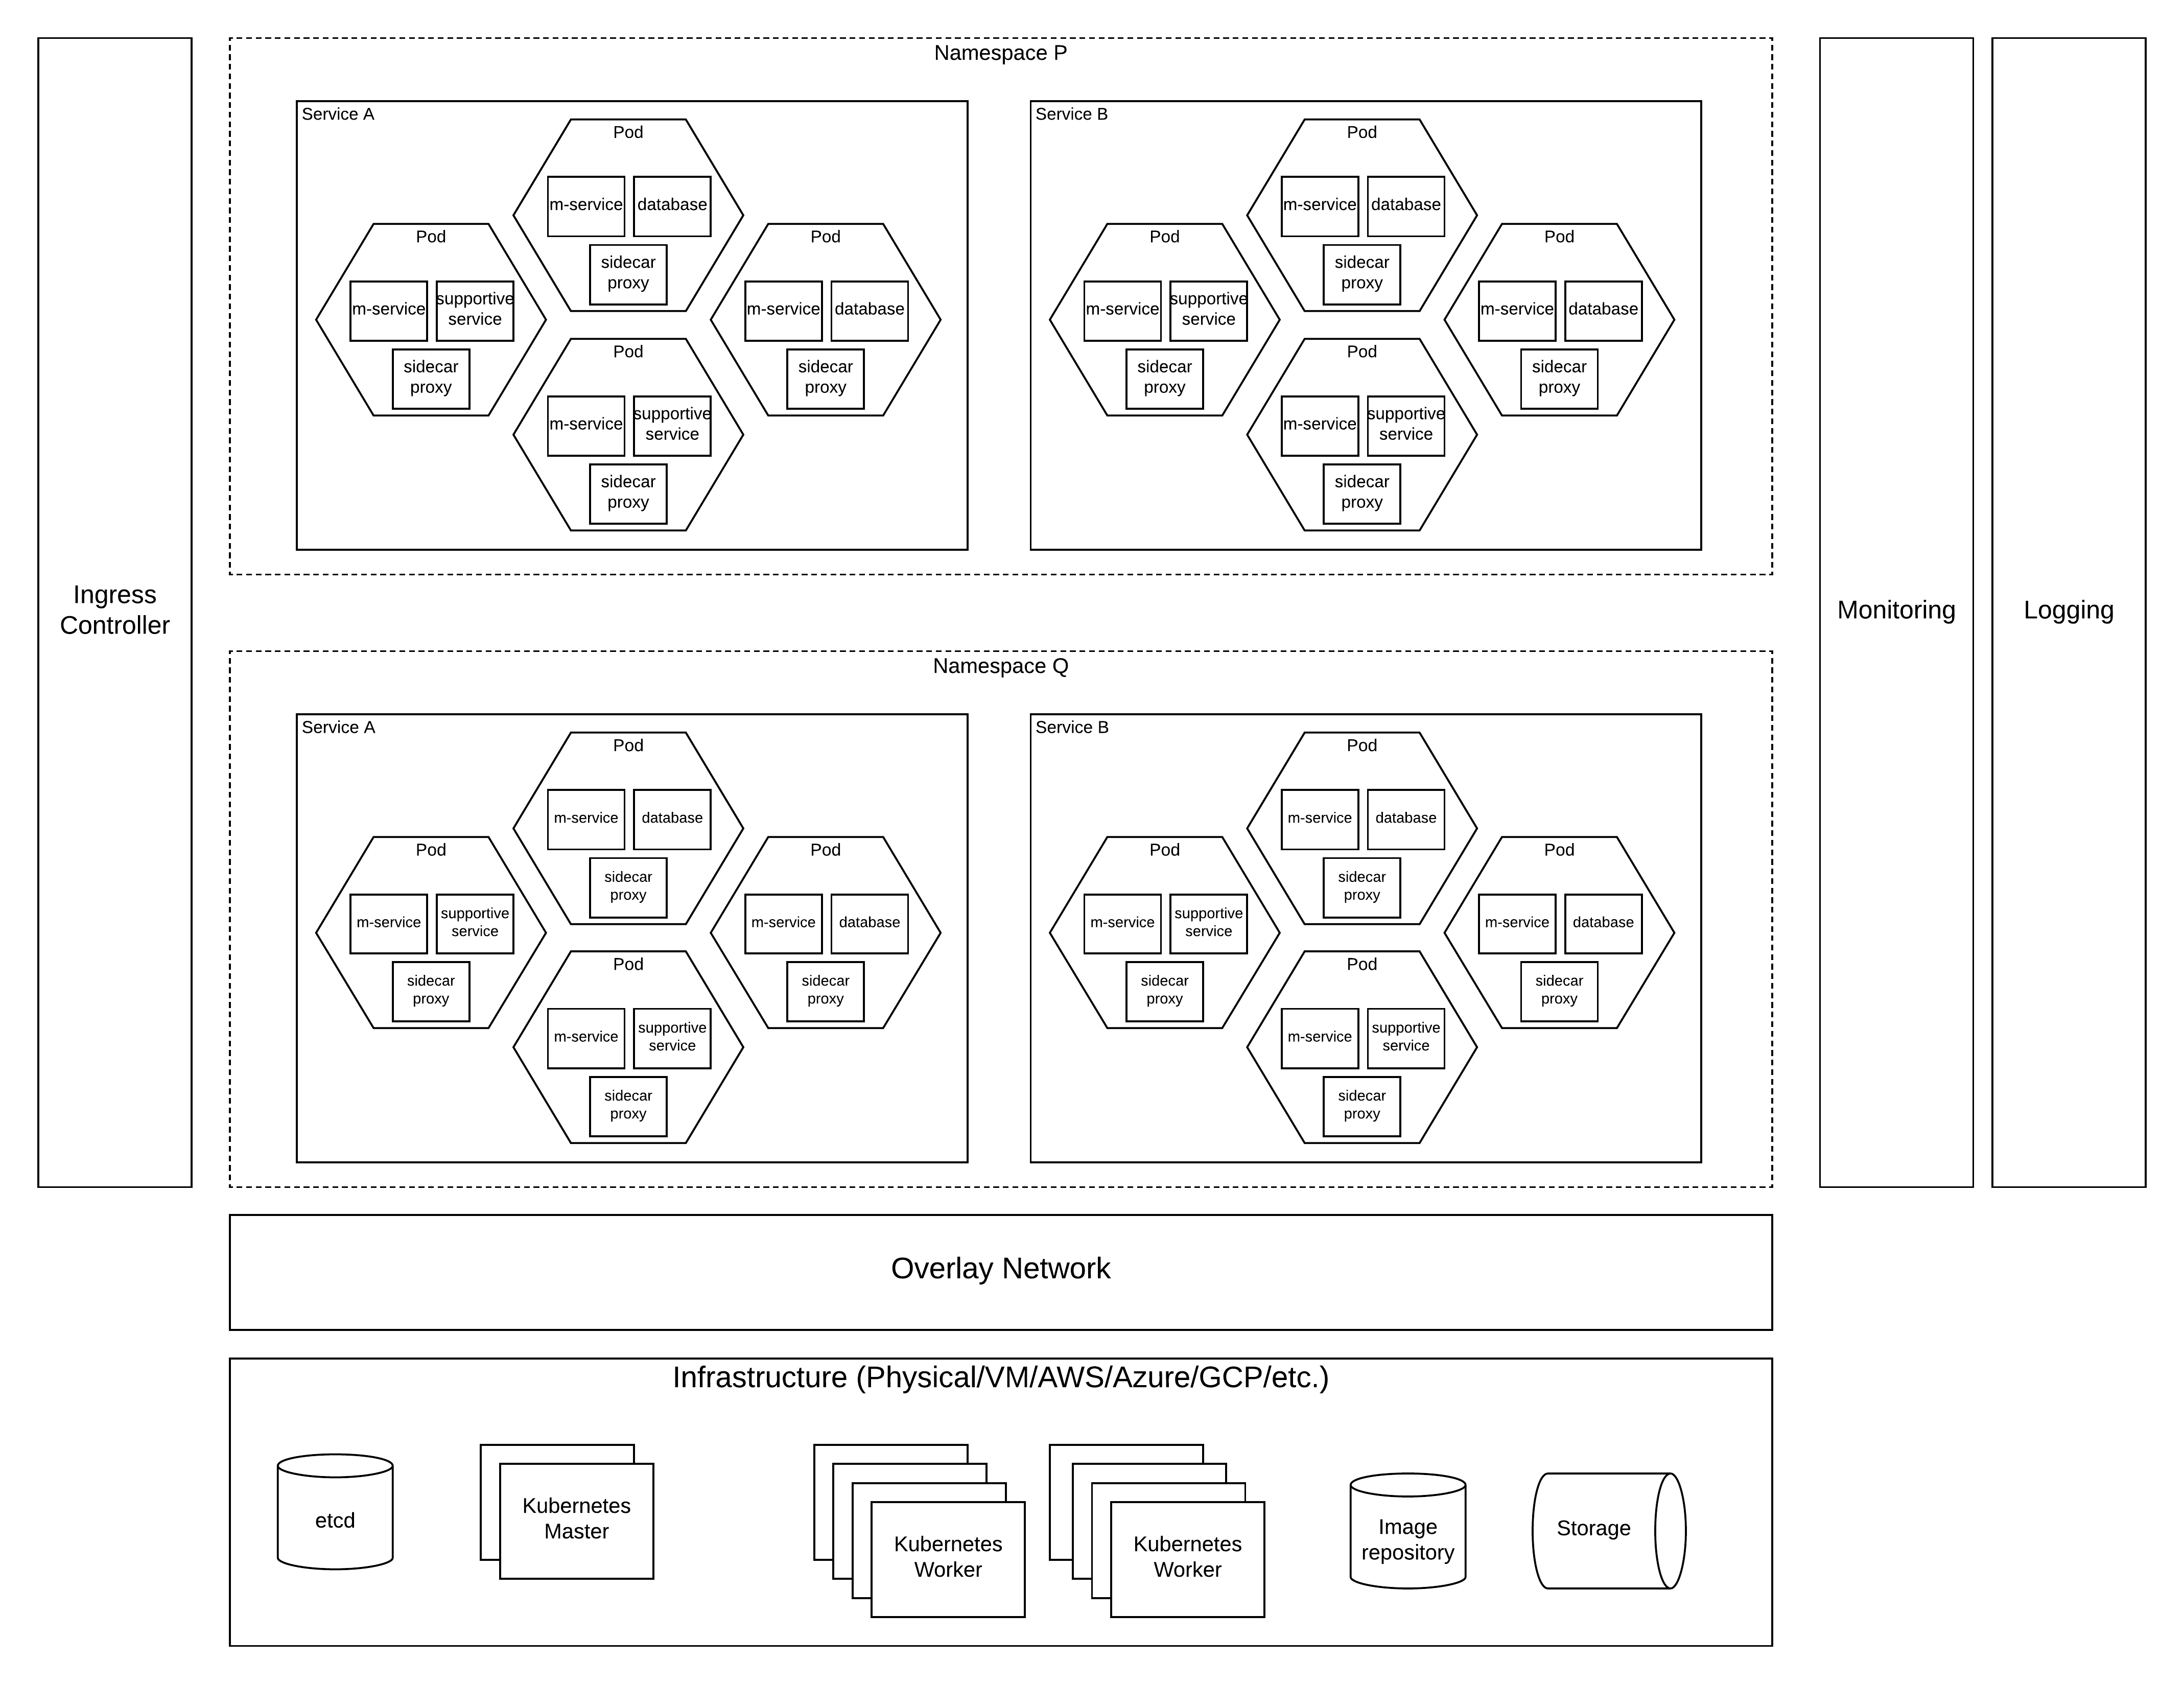 Ingress
Controller
Namespace P
Service A
Pod
m-service
database
sidecar
proxy
Pod
m-service
supportive
service
sidecar
proxy
Pod
m-service
database
sidecar
proxy
Pod
m-service
supportive
service
sidecar
proxy
Service B
Pod
m-service
database
sidecar
proxy
Pod
m-service
supportive
service
sidecar
proxy
Pod
m-service
database
sidecar
proxy
Pod
m-service
supportive
service
sidecar
proxy
Namespace Q
Service A
Pod
m-service
database
sidecar
proxy
Pod
m-service
supportive
service
sidecar
proxy
Pod
m-service
database
sidecar
proxy
Pod
m-service
supportive
service
sidecar
proxy
Service B
Pod
m-service
database
sidecar
proxy
Pod
m-service
supportive
service
sidecar
proxy
Pod
m-service
database
sidecar
proxy
Pod
m-service
supportive
service
sidecar
proxy
Monitoring
Logging
Overlay Network
Infrastructure (Physical/VM/AWS/Azure/GCP/etc.)
etcd
Kubernetes
Master
Kubernetes
Worker
Kubernetes
Worker
Image
repository
Storage